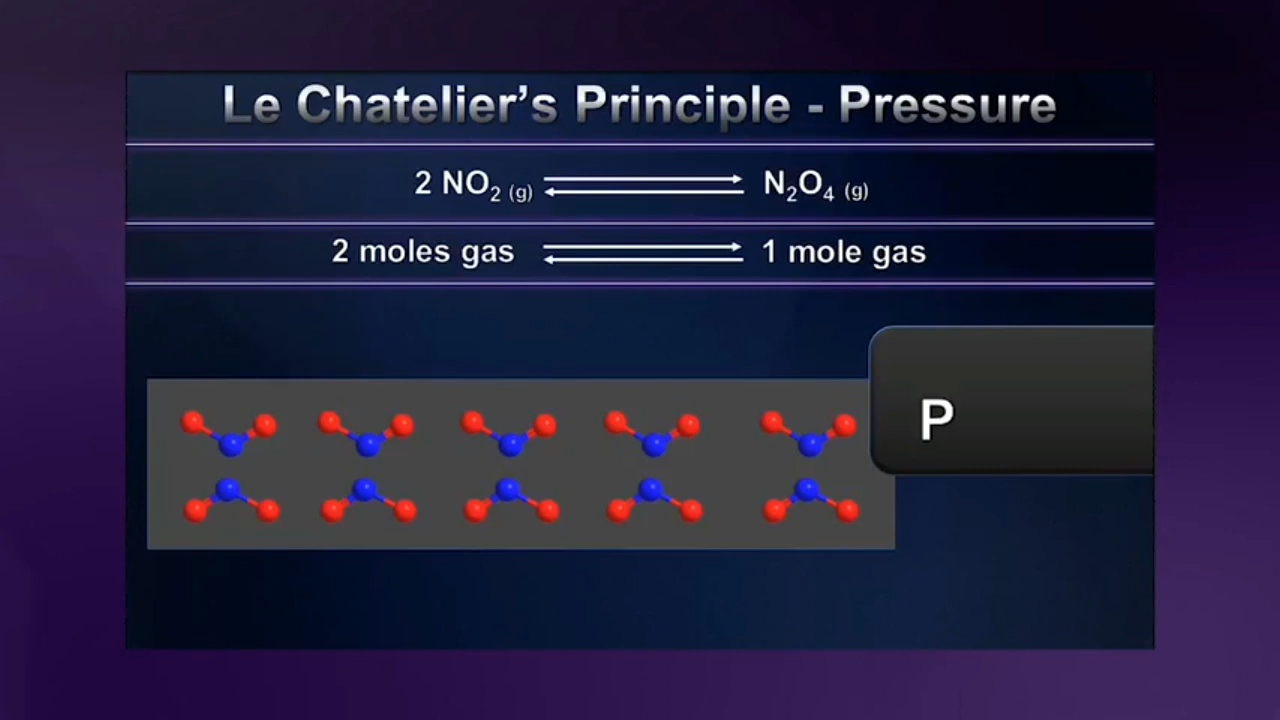 Le Chatelier’s Principle - Pressure
2 NO₂ (g) ⇌ N₂O₄ (g)
2 moles gas ⇌ 1 mole gas
P